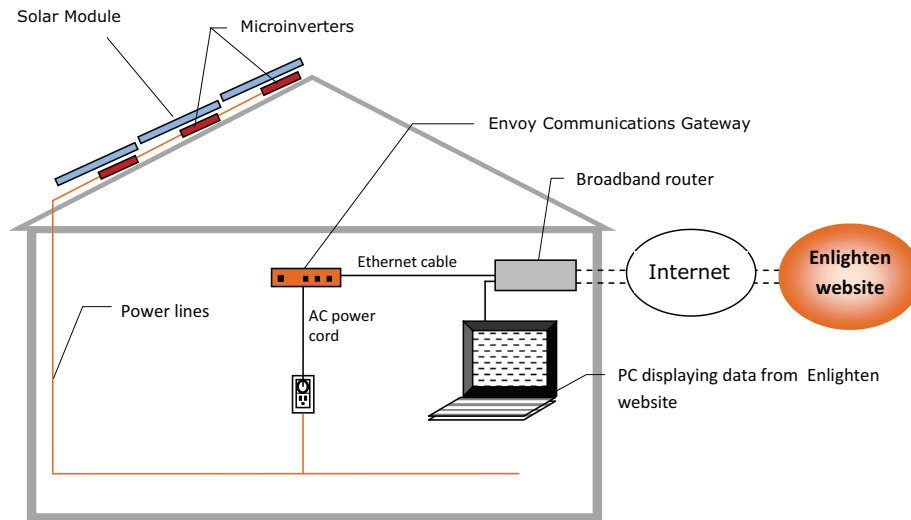 Solar Module
Microinverters
Envoy Communications Gateway
Broadband router
Ethernet cable
Internet
Enlighten
website
Power lines
AC power
cord
PC displaying data from Enlighten
website